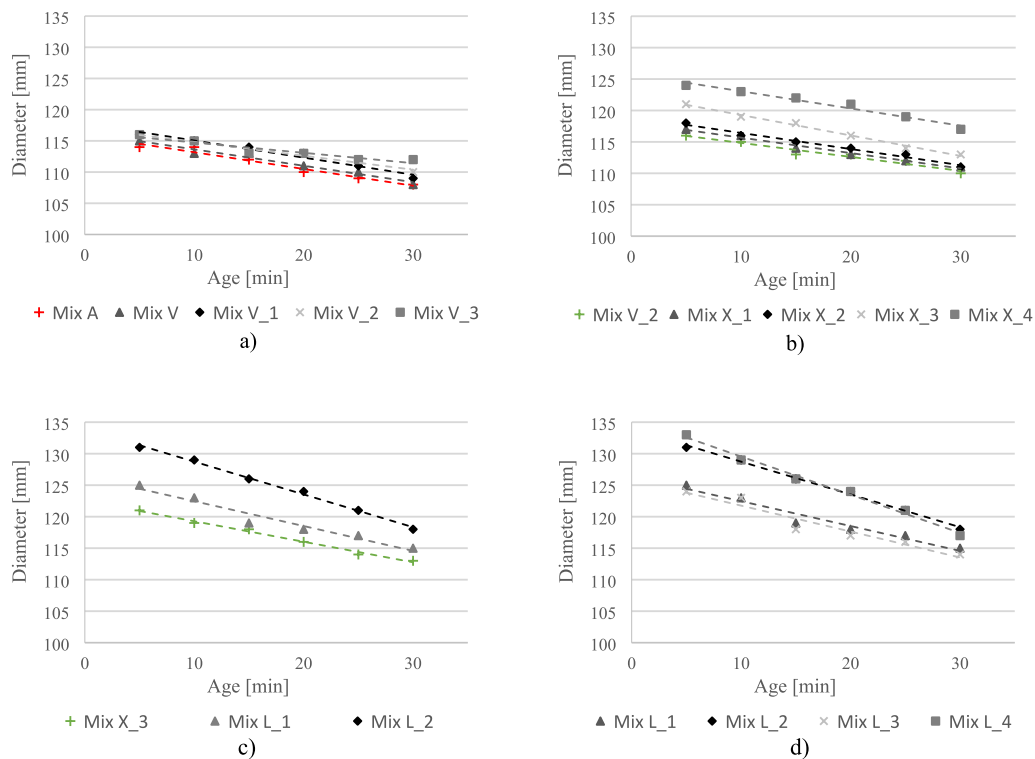 135
130
125
120
115
110
105
100
Diameter [mm]
0
10
20
30
Age [min]
Mix A
Mix V
Mix V_1
Mix V_2
Mix V_3
a)
135
130
125
120
115
110
105
100
Diameter [mm]
0
10
20
30
Age [min]
Mix V_2
Mix X_1
Mix X_2
Mix X_3
Mix X_4
b)
135
130
125
120
115
110
105
100
Diameter [mm]
0
10
20
30
Age [min]
Mix X_3
Mix L_1
Mix L_2
c)
135
130
125
120
115
110
105
100
Diameter [mm]
0
10
20
30
Age [min]
Mix L_1
Mix L_2
Mix L_3
Mix L_4
d)